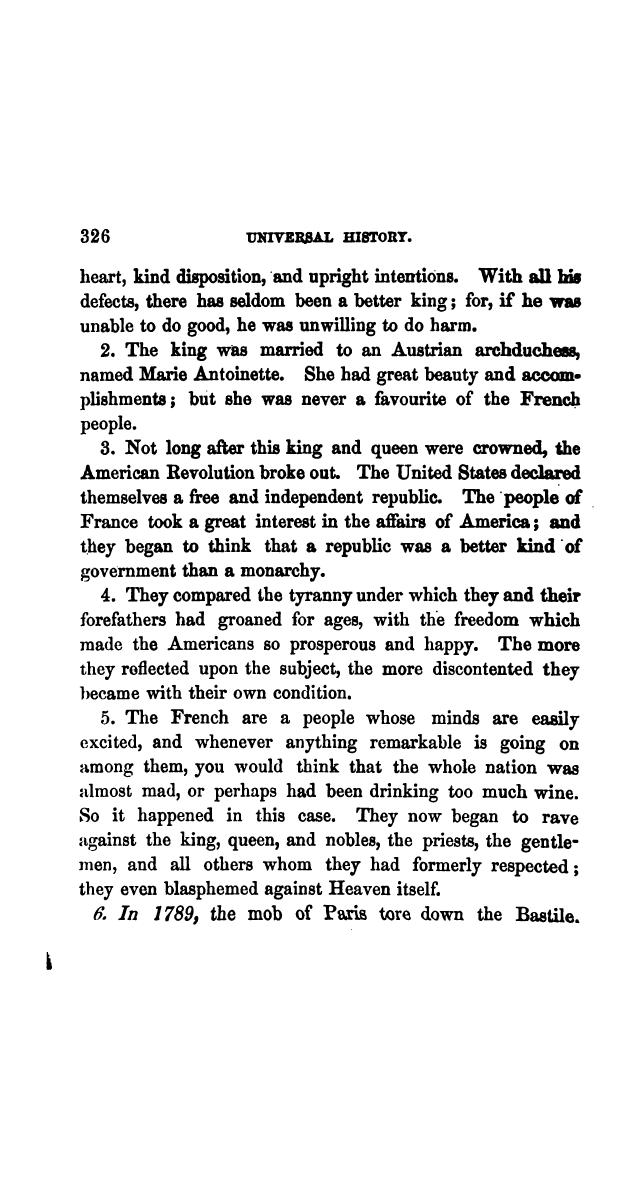 326 UNIVERSAL HISTORY.
heart, kind disposition, and upright intentions. With all his
defects, there has seldom been a better king; for, if he was
unable to do good, he was unwilling to do harm.
2. The king was married to an Austrian archduchess,
named Marie Antoinette. She had great beauty and accom-
plishments; but she was never a favourite of the French
people.
3. Not long after this king and queen were crowned, the
American Revolution broke out. The United States declared
themselves a free and independent republic. The people of
France took a great interest in the affairs of America; and
they began to think that a republic was a better kind of
government than a monarchy.
4. They compared the tyranny under which they and their
forefathers had groaned for ages, with the freedom which
made the Americans so prosperous and happy. The more
they reflected upon the subject, the more discontented they
became with their own condition.
5. The French are a people whose minds are easily
excited, and whenever anything remarkable is going on
among them, you would think that the whole nation was
almost mad, or perhaps had been drinking too much wine.
So it happened in this case. They now began to rave
against the king, queen, and nobles, the priests, the gentle-
men, and all others whom they had formerly respected;
they even blasphemed against Heaven itself.
6. In 1789, the mob of Paris tore down the Bastile.